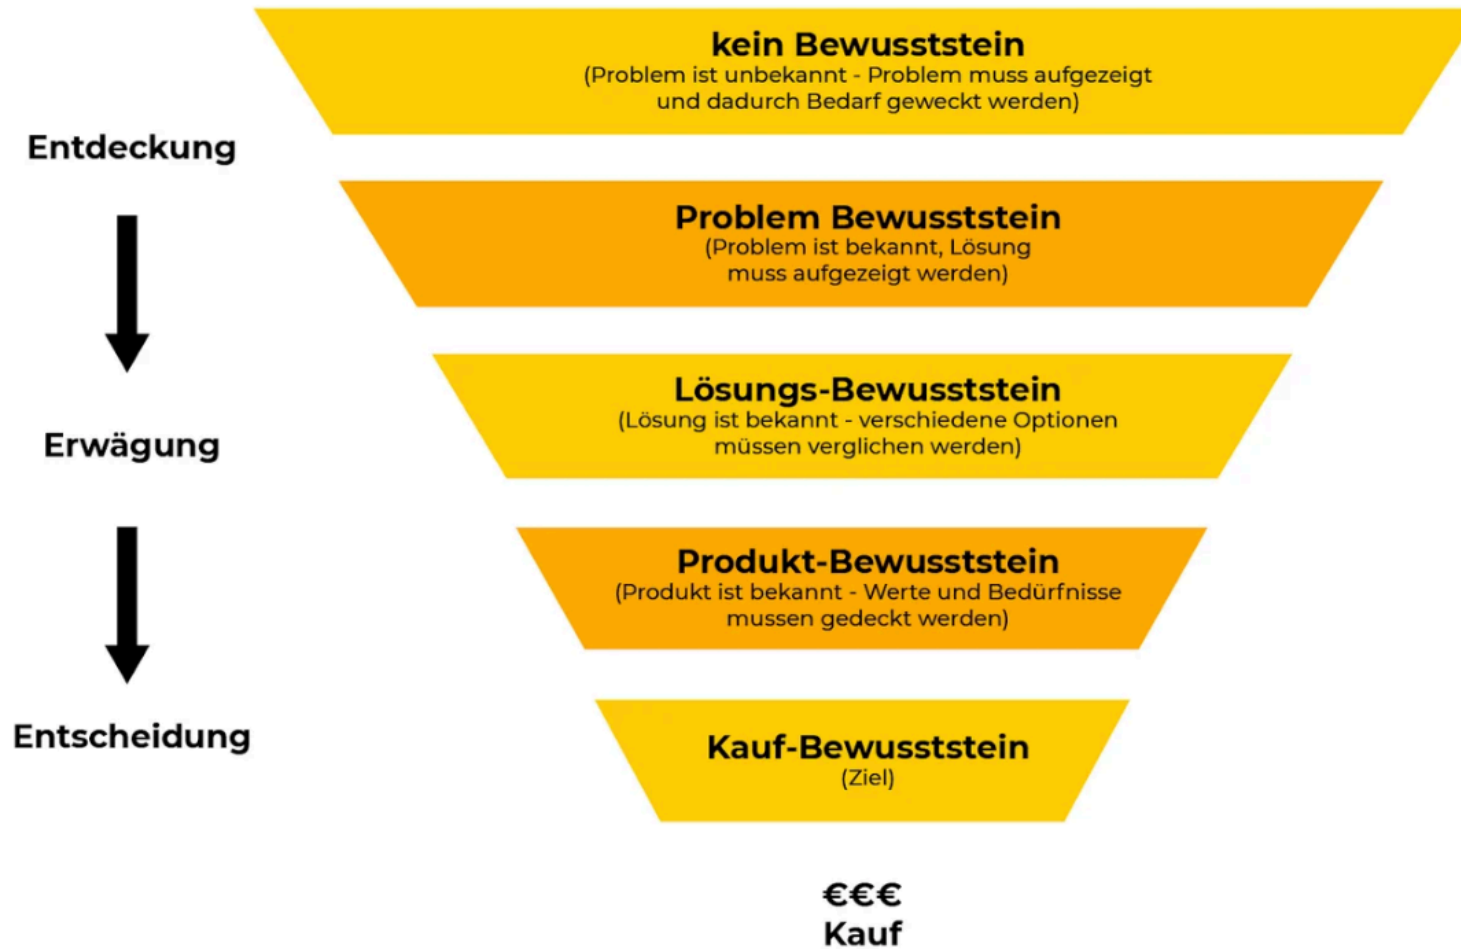 kein Bewusststein
(Problem ist unbekannt - Problem muss aufgezeigt
und dadurch Bedarf geweckt werden)
Entdeckung
Problem Bewusststein
(Problem ist bekannt, Lösung
muss aufgezeigt werden)
Lösungs-Bewusststein
(Lösung ist bekannt - verschiedene Optionen
müssen verglichen werden)
Erwägung
Produkt-Bewusststein
(Produkt ist bekannt - Werte und Bedürfnisse
mussen gedeckt werden)
Entscheidung
Kauf-Bewusststein
(Ziel)
€€€
Kauf